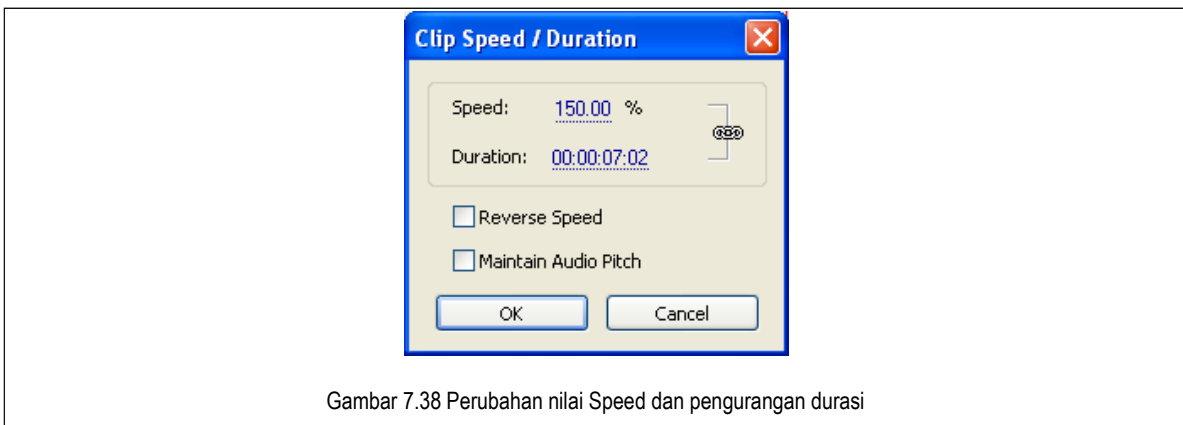 Clip Speed / Duration
Speed: 150.00 %
Duration: 00:00:07:02
Reverse Speed
Maintain Audio Pitch
OK Cancel
Gambar 7.38 Perubahan nilai Speed dan pengurangan durasi